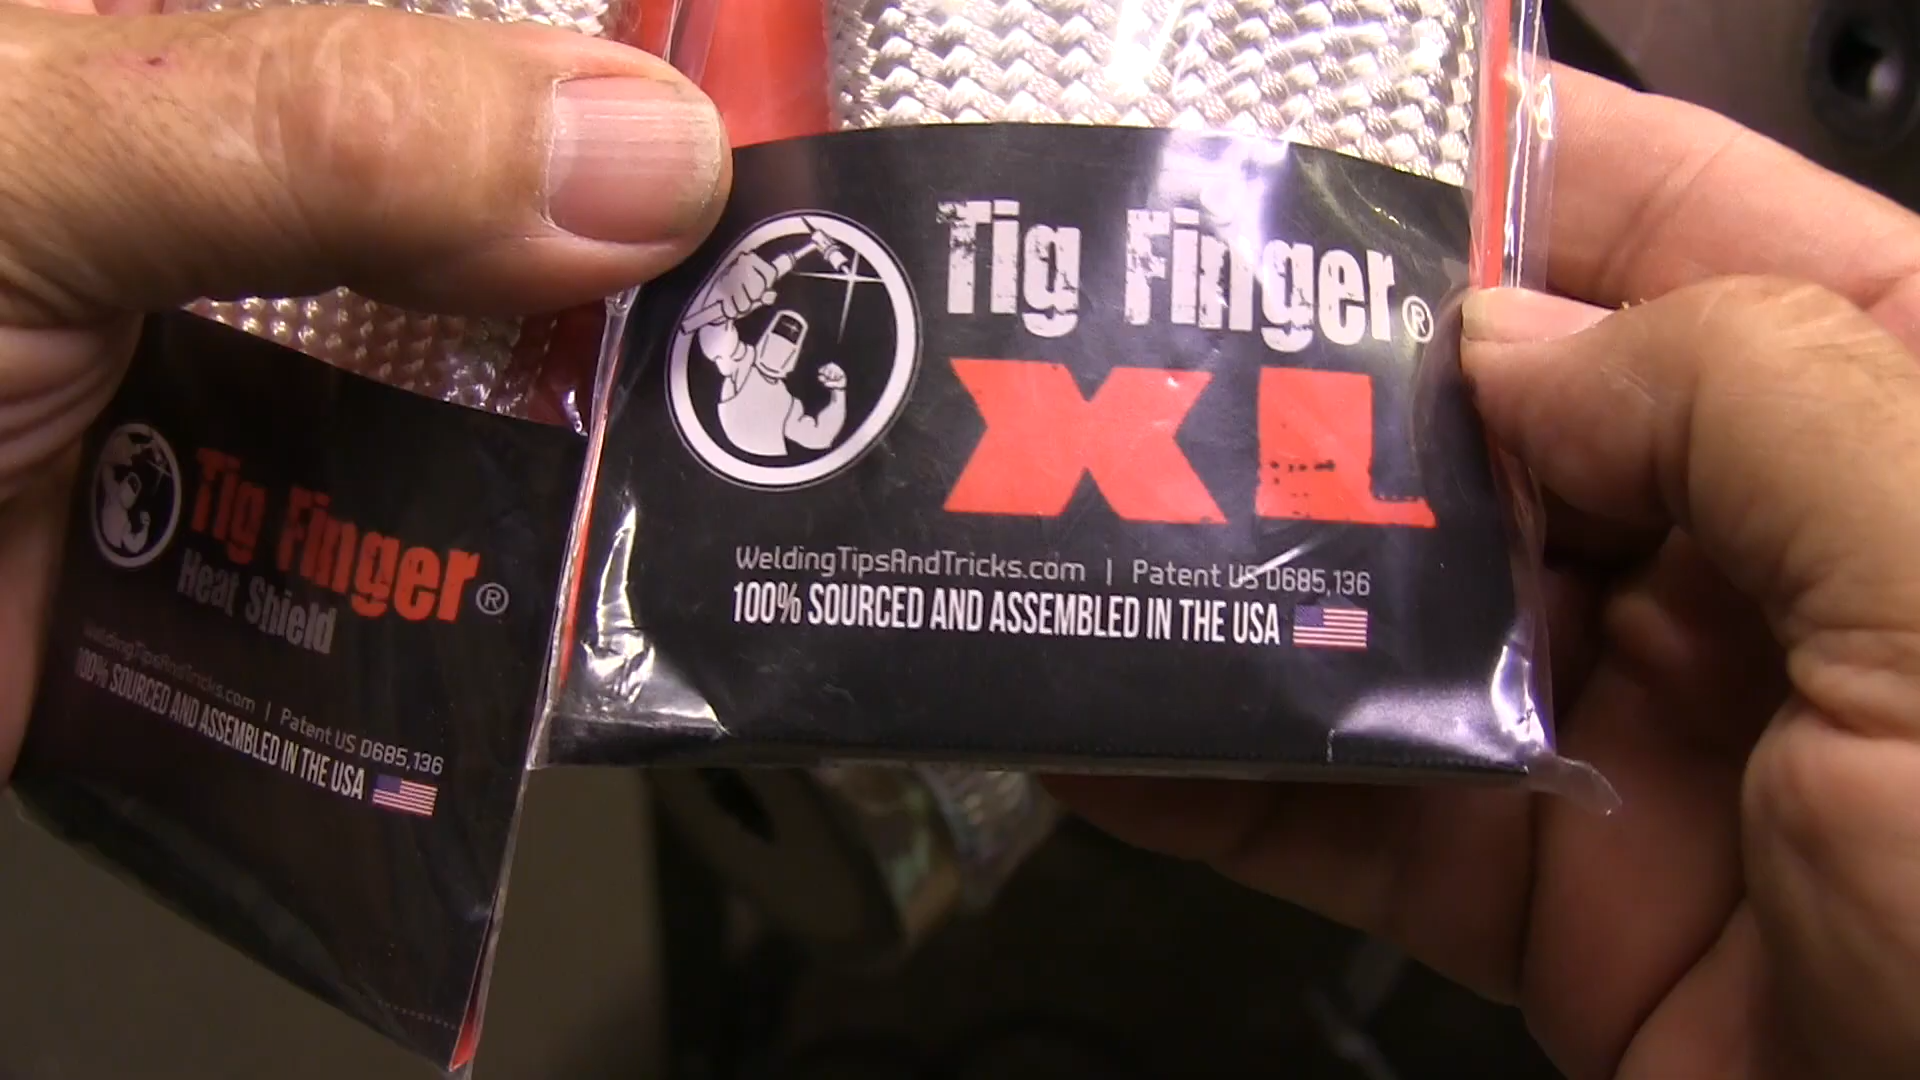 Tig Finger®
Heat Shield
WeldingTipsAndTricks.com | Patent US D685,136
100% SOURCED AND ASSEMBLED IN THE USA
Tig Finger®
XL
WeldingTipsAndTricks.com | Patent US D685,136
100% SOURCED AND ASSEMBLED IN THE USA